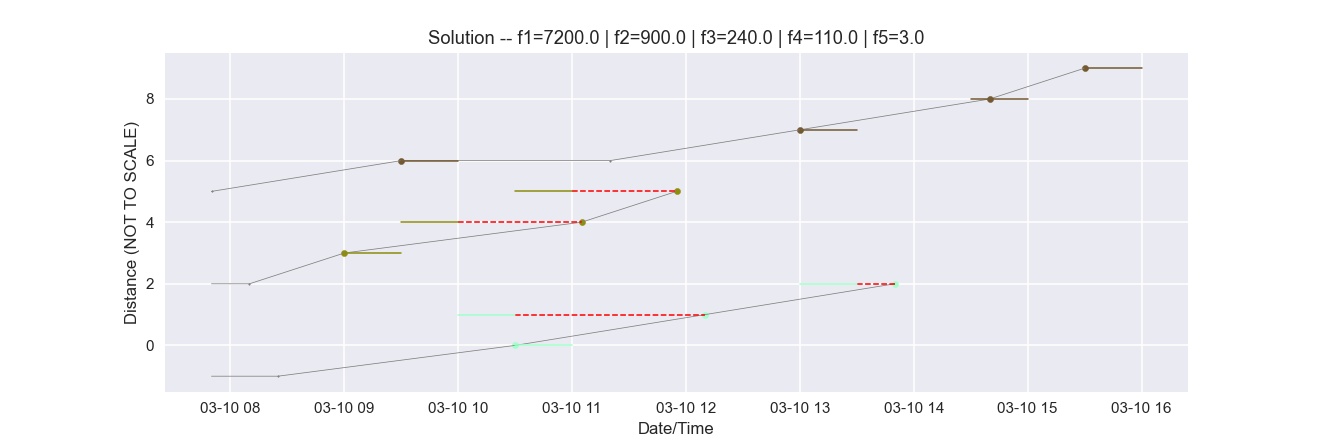 Solution -- f1=7200.0 | f2=900.0 | f3=240.0 | f4=110.0 | f5=3.0
Distance (NOT TO SCALE)
8
6
4
2
0
03-10 08 03-10 09 03-10 10 03-10 11 03-10 12 03-10 13 03-10 14 03-10 15 03-10 16
Date/Time